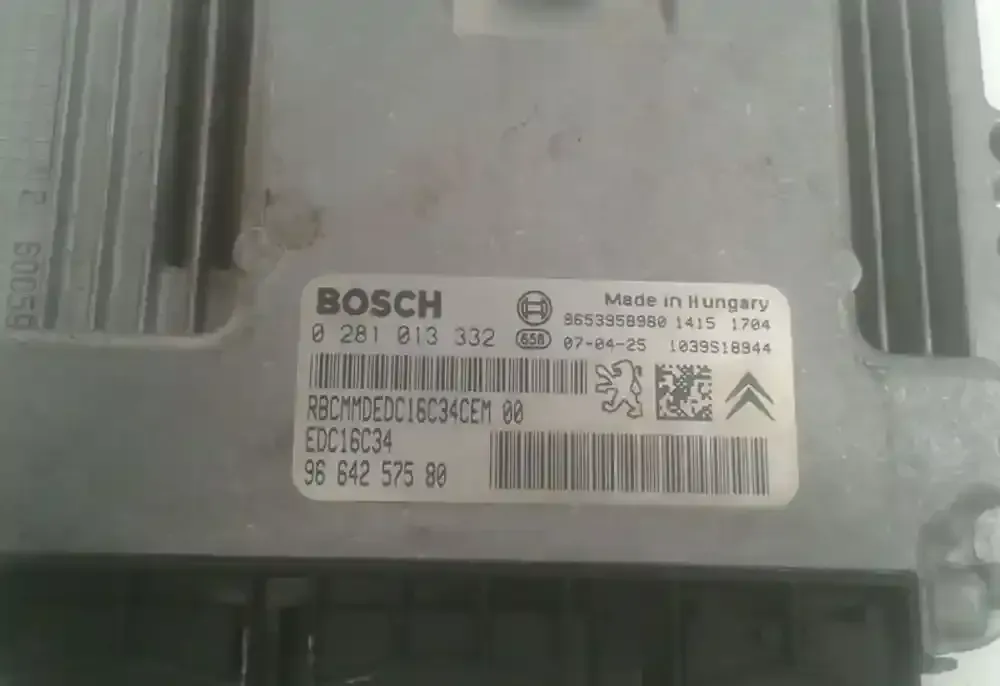 BOSCH
Made in Hungary
0 281 013 332
9653958980 1415 1704
658 07-04-25 1039S18944
RBCMMDEDC16C34CEM 00
EDC16C34
96 642 575 80
60059